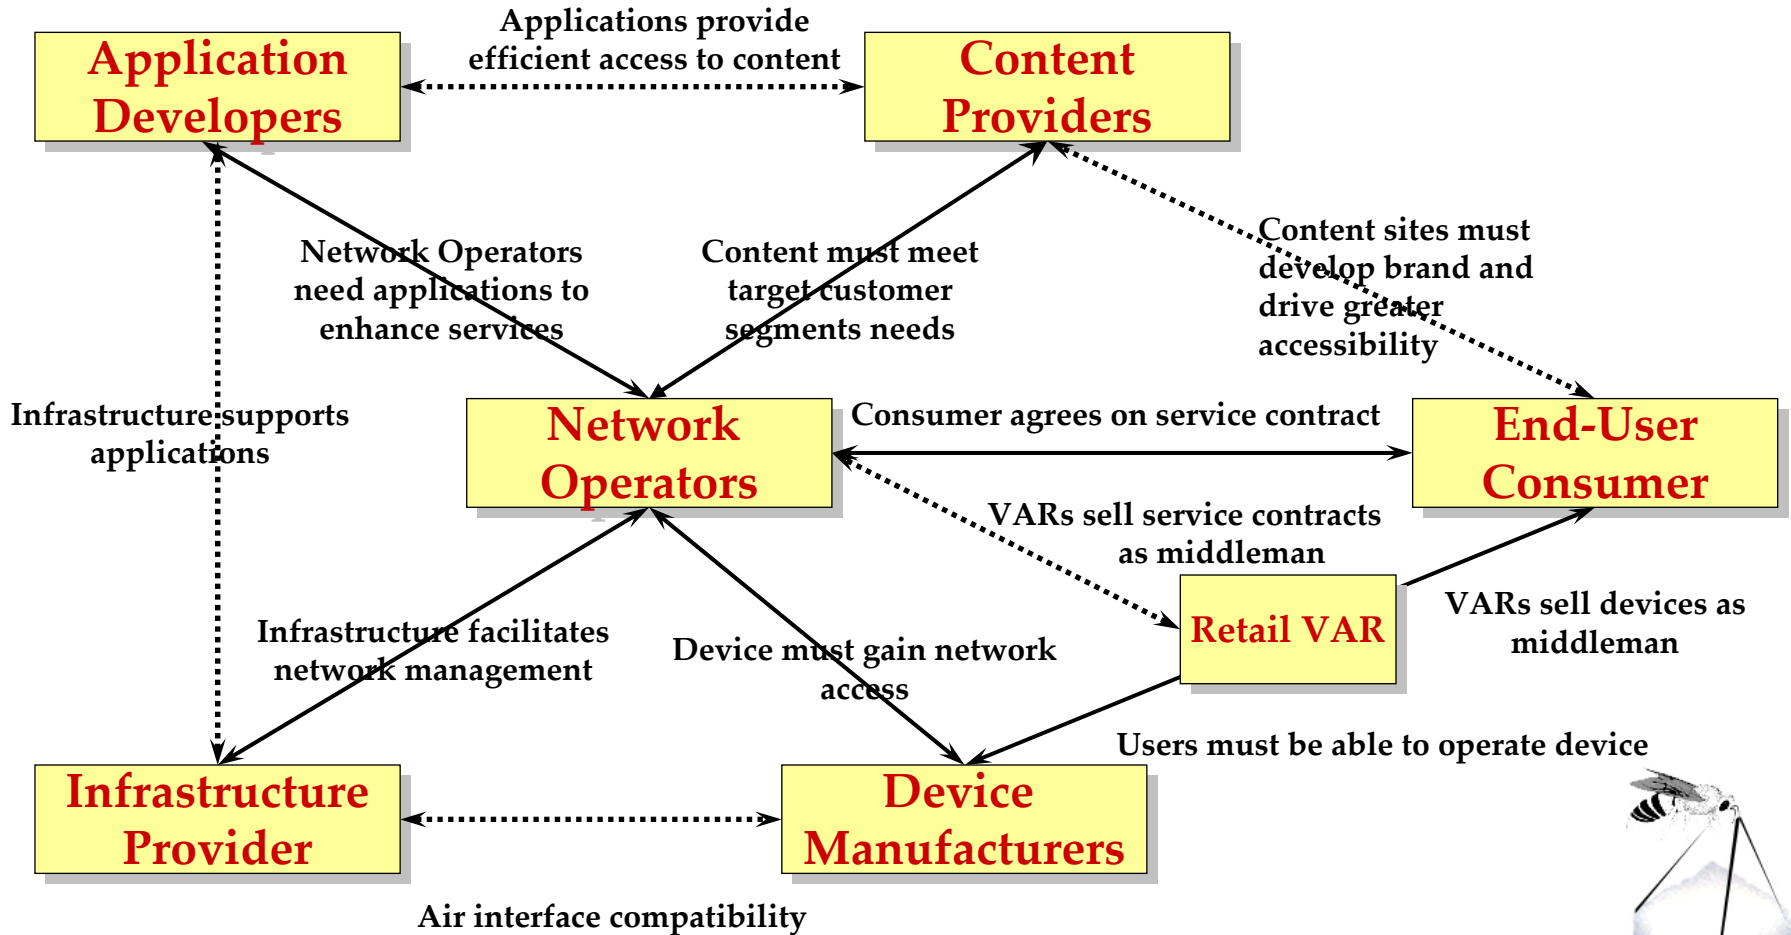 Applications provide
efficient access to content
Application
Developers
Content
Providers
Network Operators
need applications to
enhance services
Content must meet
target customer
segments needs
Content sites must
develop brand and
drive greater
accessibility
Infrastructure supports
applications
Network
Operators
Consumer agrees on service contract
End-User
Consumer
VARs sell service contracts
as middleman
Retail VAR
VARs sell devices as
middleman
Infrastructure facilitates
network management
Device must gain network
access
Users must be able to operate device
Infrastructure
Provider
Device
Manufacturers
Air interface compatibility